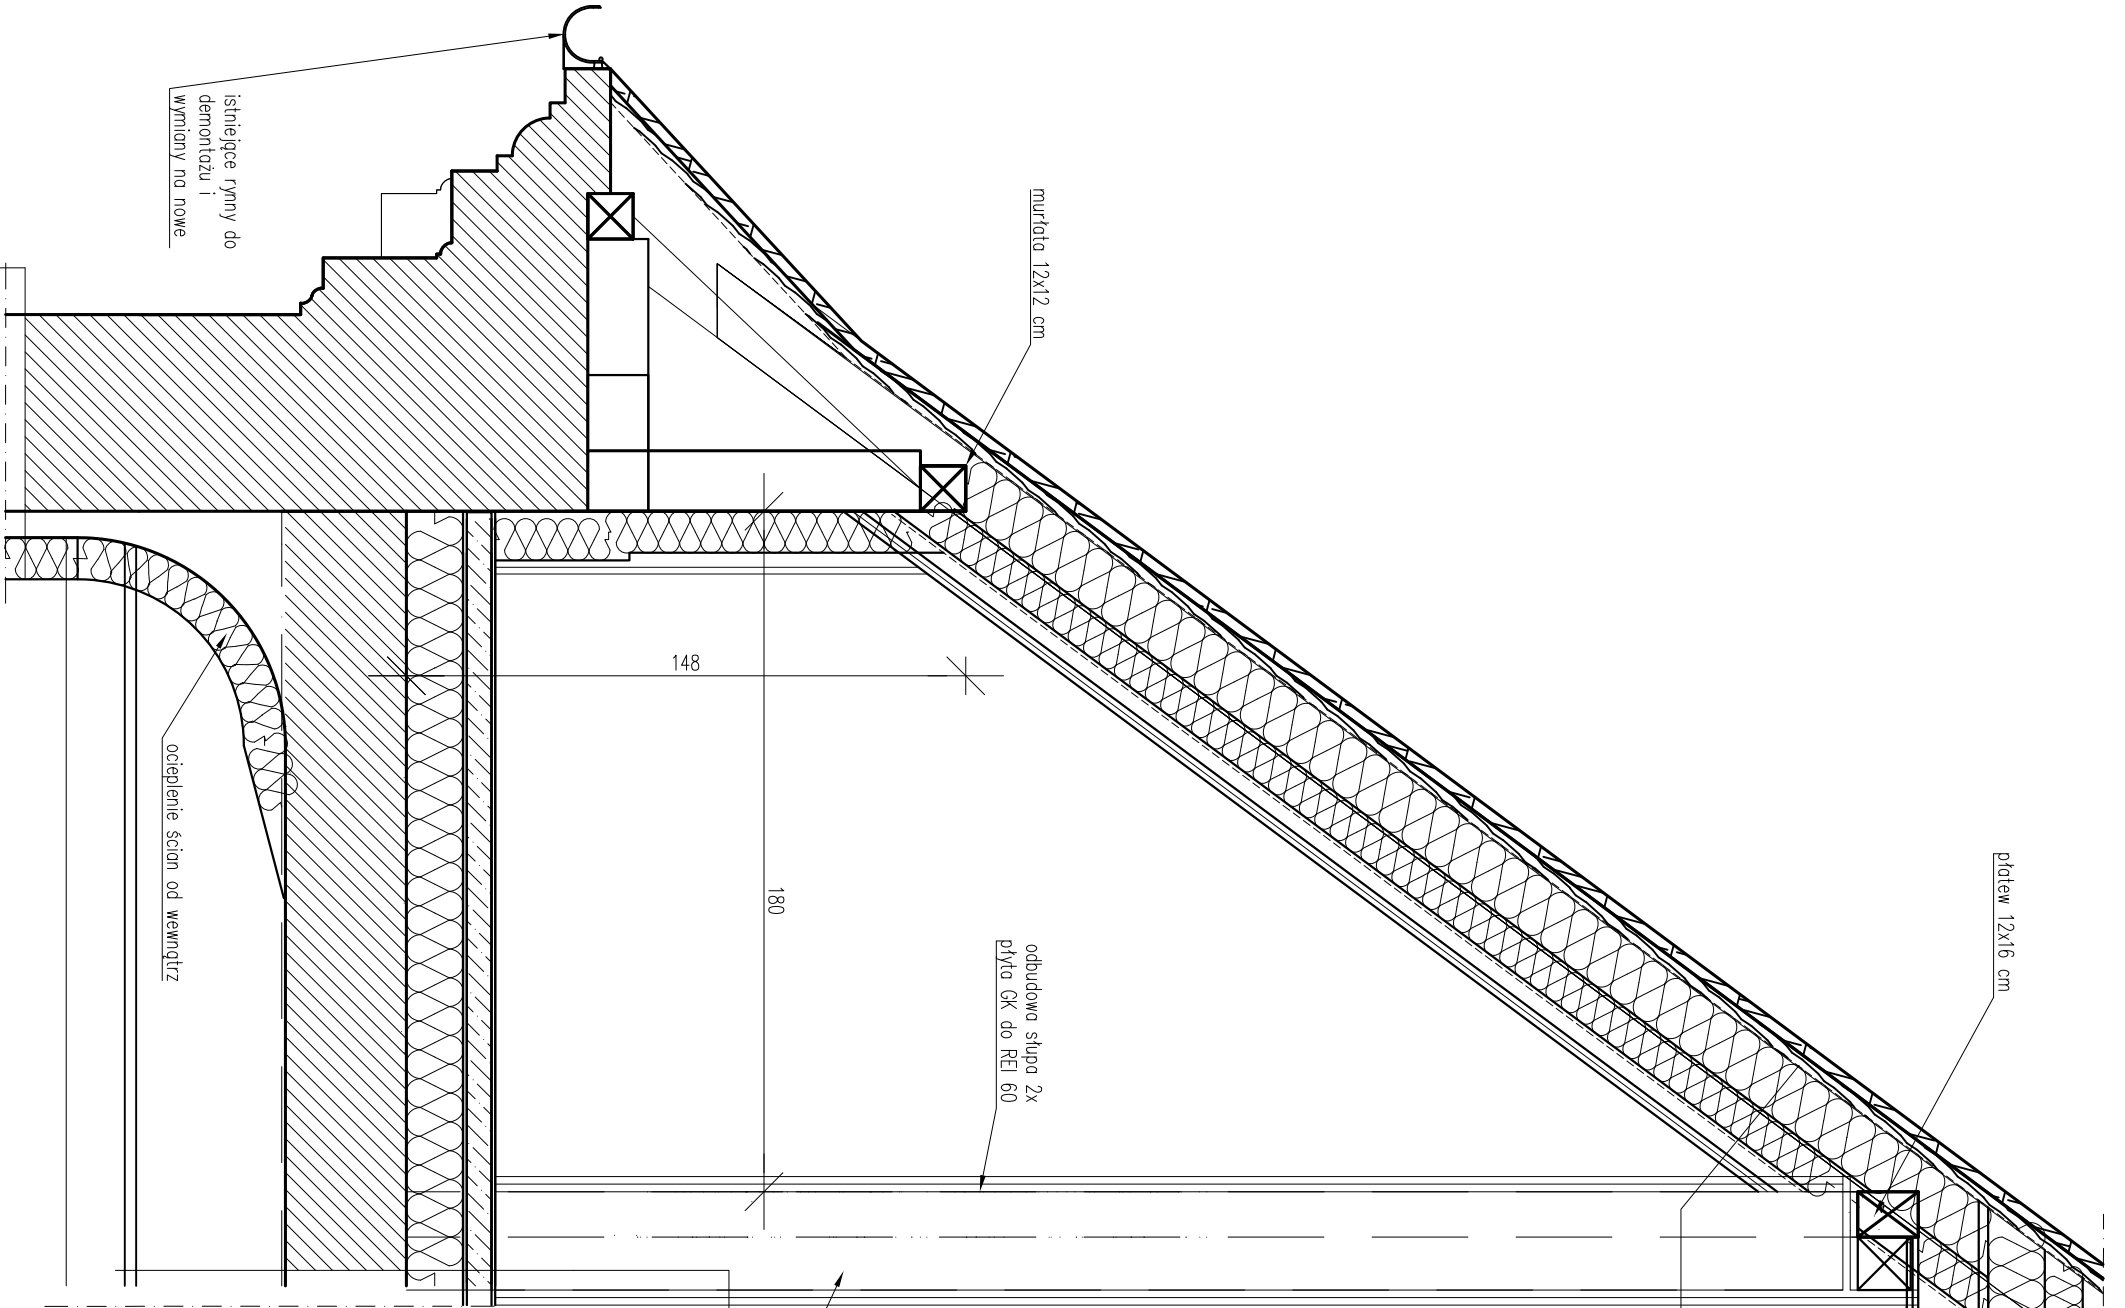 istniejące rynny do
demontażu i
wymiany na nowe
murłata 12x12 cm
148
180
ocieplenie ścian od wewnątrz
odbudowa słupa 2x
płyta GK do REI 60
płatew 12x16 cm